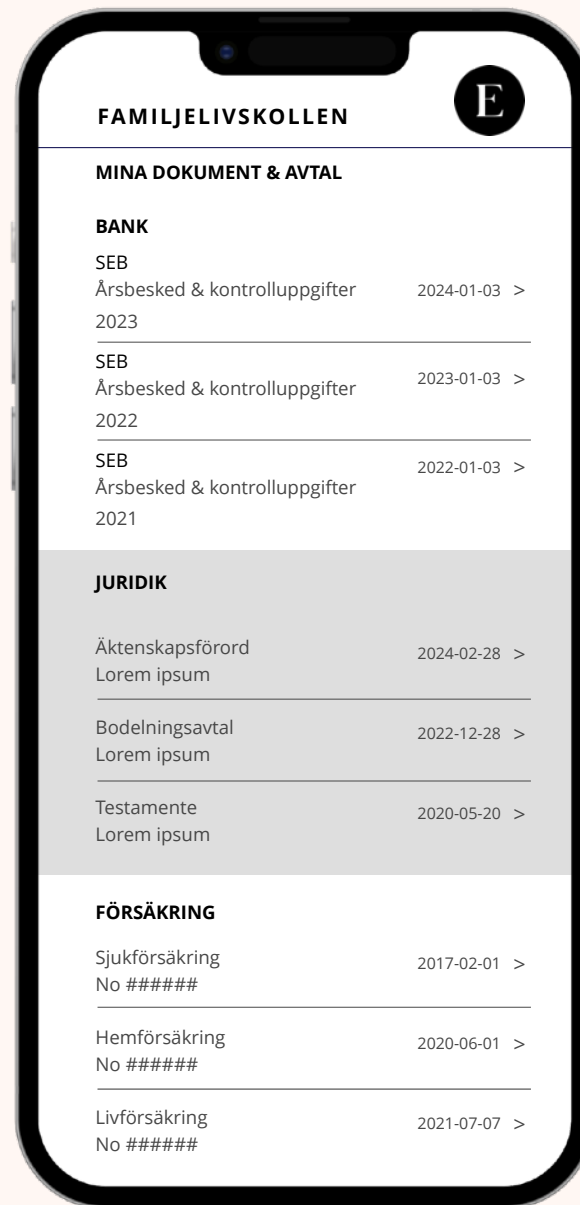 FAMILJELIVSKOLLEN
E
MINA DOKUMENT & AVTAL
BANK
SEB
Årsbesked & kontrolluppgifter 2024-01-03 >
2023
SEB
Årsbesked & kontrolluppgifter 2023-01-03 >
2022
SEB
Årsbesked & kontrolluppgifter 2022-01-03 >
2021
JURIDIK
Äktenskapsförord 2024-02-28 >
Lorem ipsum
Bodelningsavtal 2022-12-28 >
Lorem ipsum
Testamente 2020-05-20 >
Lorem ipsum
FÖRSÄKRING
Sjukförsäkring 2017-02-01 >
No ######
Hemförsäkring 2020-06-01 >
No ######
Livförsäkring 2021-07-07 >
No ######